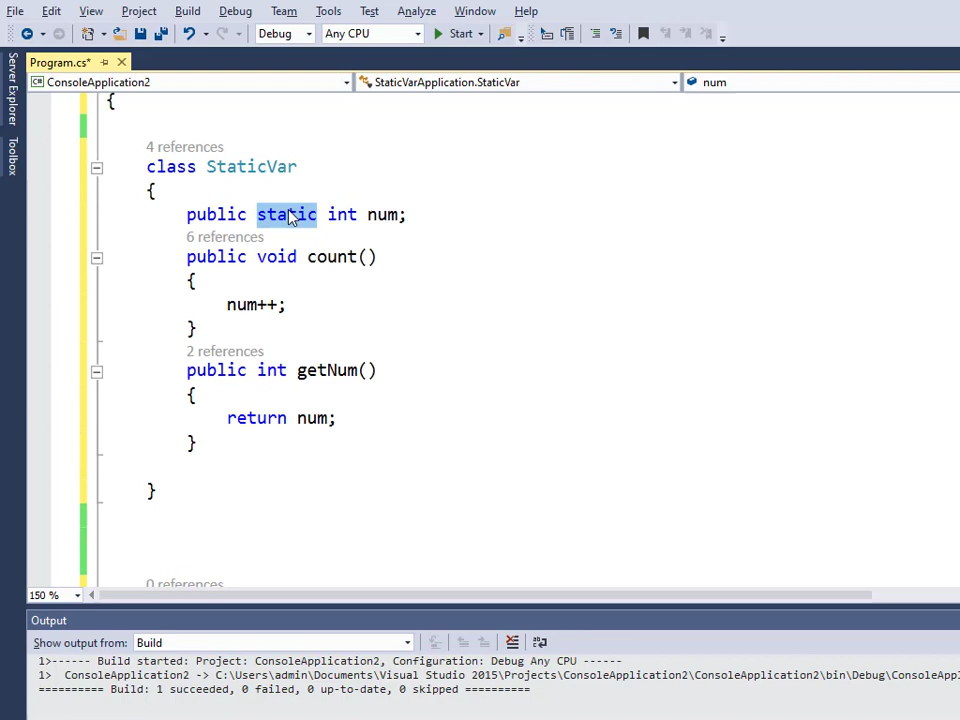 File Edit View Project Build Debug Team Tools Test Analyze Window Help
Debug Any CPU Start
Program.cs*
ConsoleApplication2 StaticVarApplication.StaticVar num
Server Explorer
Toolbox
{
4 references
class StaticVar
{
public static int num;
6 references
public void count()
{
num++;
}
2 references
public int getNum()
{
return num;
}
}
0 references
150 %
Output
Show output from: Build
1>------ Build started: Project: ConsoleApplication2, Configuration: Debug Any CPU ------
1> ConsoleApplication2 -> C:\Users\admin\Documents\Visual Studio 2015\Projects\ConsoleApplication2\ConsoleApplication2\bin\Debug\ConsoleAppl
========== Build: 1 succeeded, 0 failed, 0 up-to-date, 0 skipped ==========